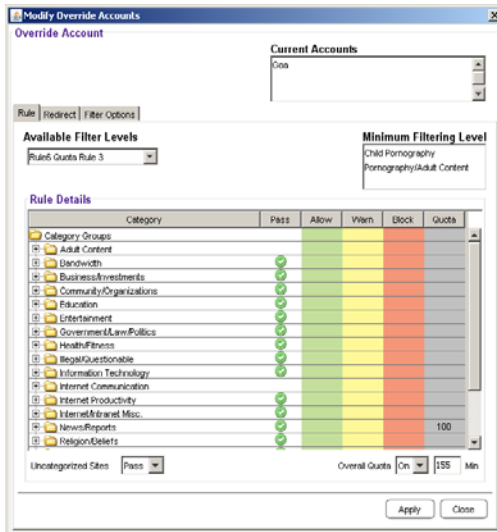 Modify Override Accounts
Override Account
Current Accounts
Goa
Rule Redirect Filter Options
Available Filter Levels
Minimum Filtering Level
Rule6 Quota Rule 3
Child Pornography
Pornography/Adult Content
Rule Details
Category Pass Allow Warn Block Quota
Category Groups
Adult Content
Bandwidth
Business/Investments
Community/Organizations
Education
Entertainment
Government/Law/Politics
Health/Fitness
Illegal/Questionable
Information Technology
Internet Communication
Internet Productivity
Internet/Intranet Misc.
News/Reports 100
Religion/Beliefs
Uncategorized Sites Pass Overall Quota On 155 Min
Apply Close